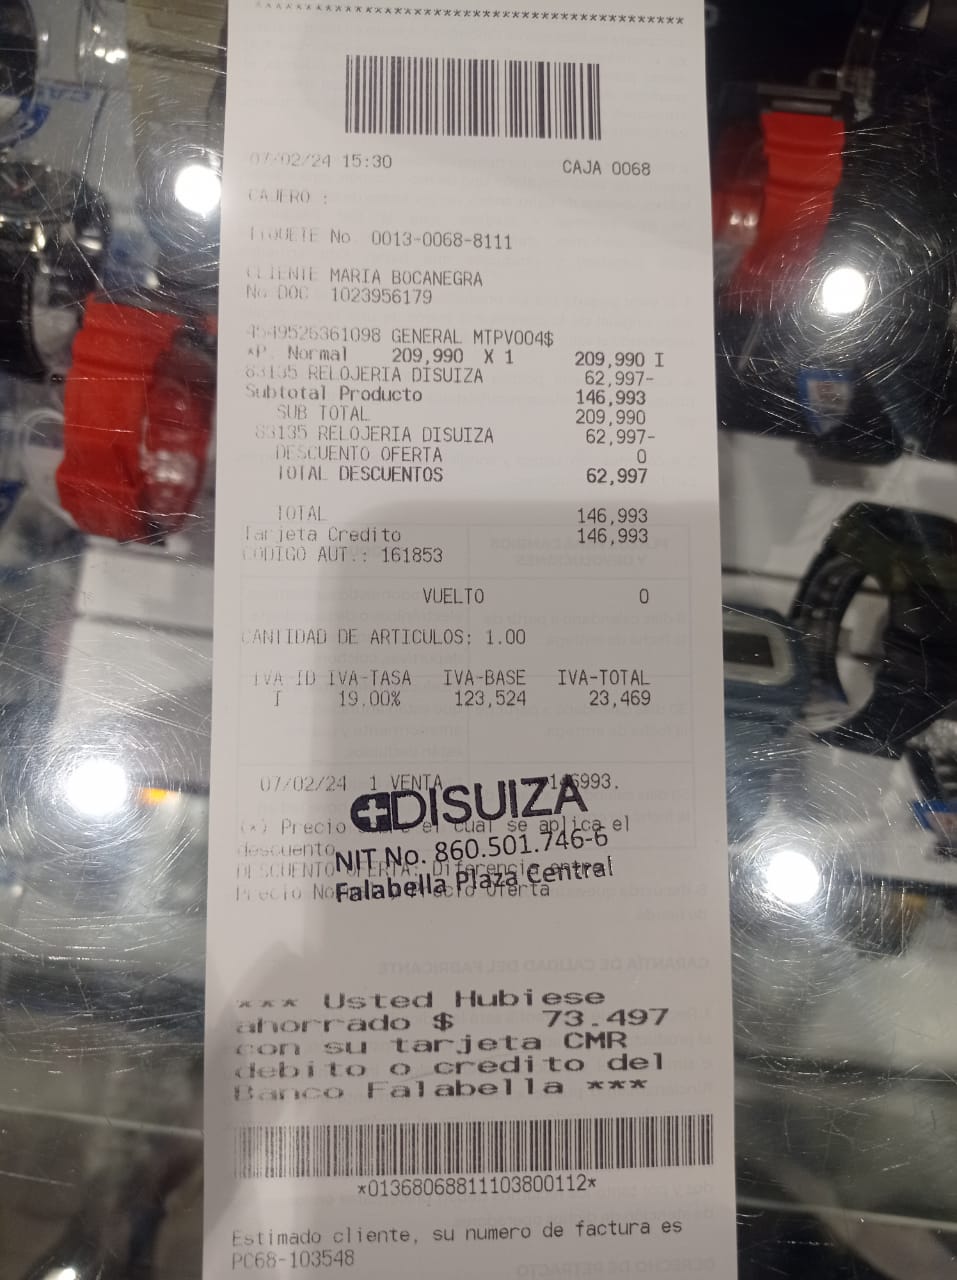 07/02/24 15:30 CAJA 0068
CAJERO :
TIQUETE No. 0013-0068-8111
CLIENTE MARIA BOCANEGRA
No DOC 1023956179
4549526361098 GENERAL MTPV004$
*P. Normal 209,990 X 1 209,990 I
83135 RELOJERIA DISUIZA 62,997-
Subtotal Producto 146,993
SUB TOTAL 209,990
83135 RELOJERIA DISUIZA 62,997-
DESCUENTO OFERTA 0
TOTAL DESCUENTOS 62,997
TOTAL 146,993
Tarjeta Credito 146,993
CODIGO AUT.: 161853
VUELTO 0
CANTIDAD DE ARTICULOS: 1.00
IVA ID IVA-TASA IVA-BASE IVA-TOTAL
I 19.00% 123,524 23,469
07/02/24 1 VENTA 146993.
DISUIZA
(*) Precio sobre el cual se aplica el
descuento
NIT No. 860.501.746-6
DESCUENTO OFERTA: Diferencia entre
Precio Normal y Precio Oferta
Falabella Plaza Central
*** Usted Hubiese
ahorrado $ 73.497
con su tarjeta CMR
debito o credito del
Banco Falabella ***
*01368068811103800112*
Estimado cliente, su numero de factura es
PC68-103548